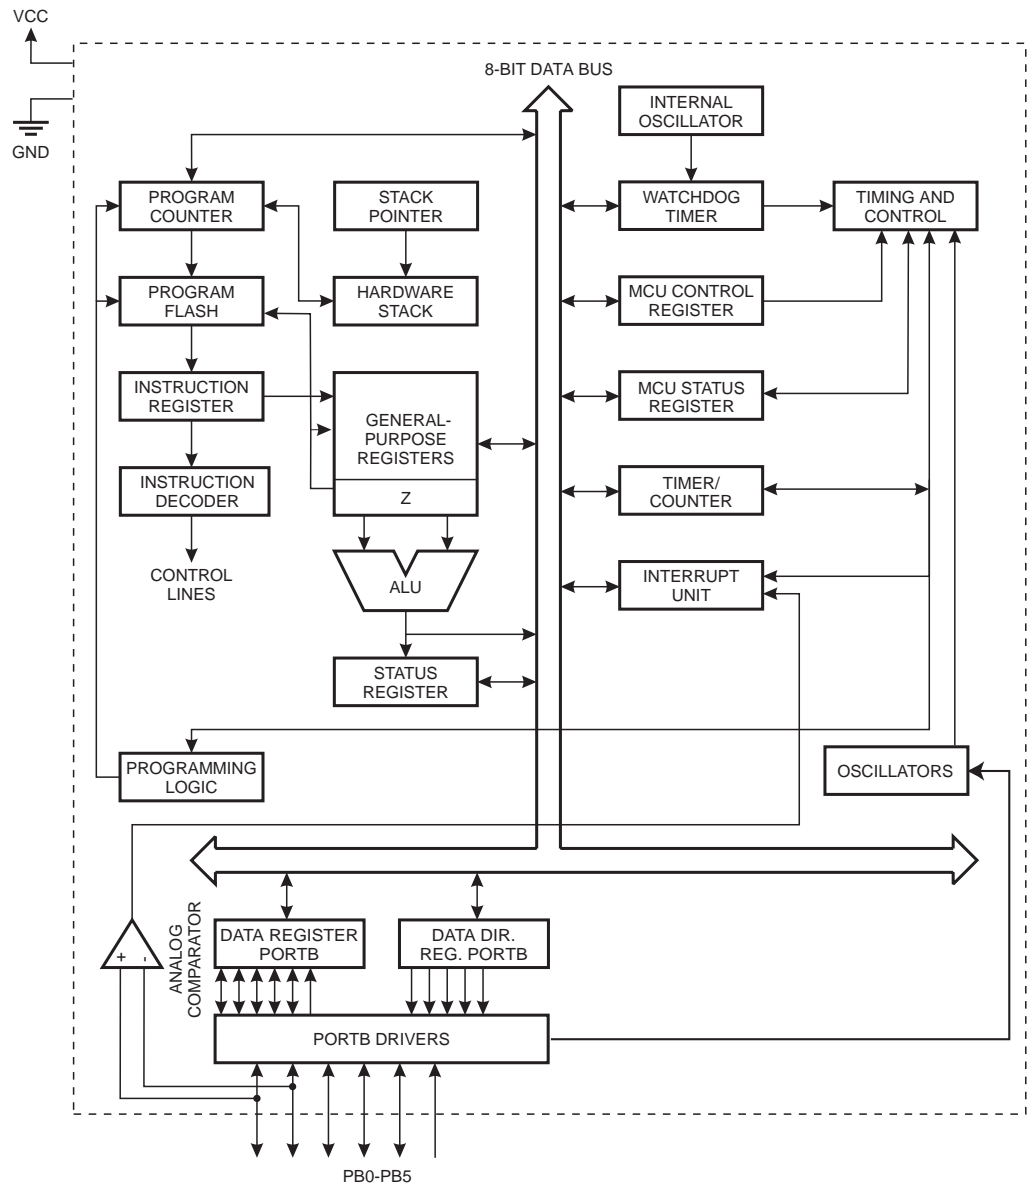 VCC
GND
8-BIT DATA BUS
INTERNAL
OSCILLATOR
PROGRAM
COUNTER
STACK
POINTER
WATCHDOG
TIMER
TIMING AND
CONTROL
PROGRAM
FLASH
HARDWARE
STACK
MCU CONTROL
REGISTER
INSTRUCTION
REGISTER
GENERAL-
PURPOSE
REGISTERS
Z
MCU STATUS
REGISTER
INSTRUCTION
DECODER
TIMER/
COUNTER
CONTROL
LINES
ALU
INTERRUPT
UNIT
STATUS
REGISTER
PROGRAMMING
LOGIC
OSCILLATORS
+ -
ANALOG
COMPARATOR
DATA REGISTER
PORTB
DATA DIR.
REG. PORTB
PORTB DRIVERS
PB0-PB5